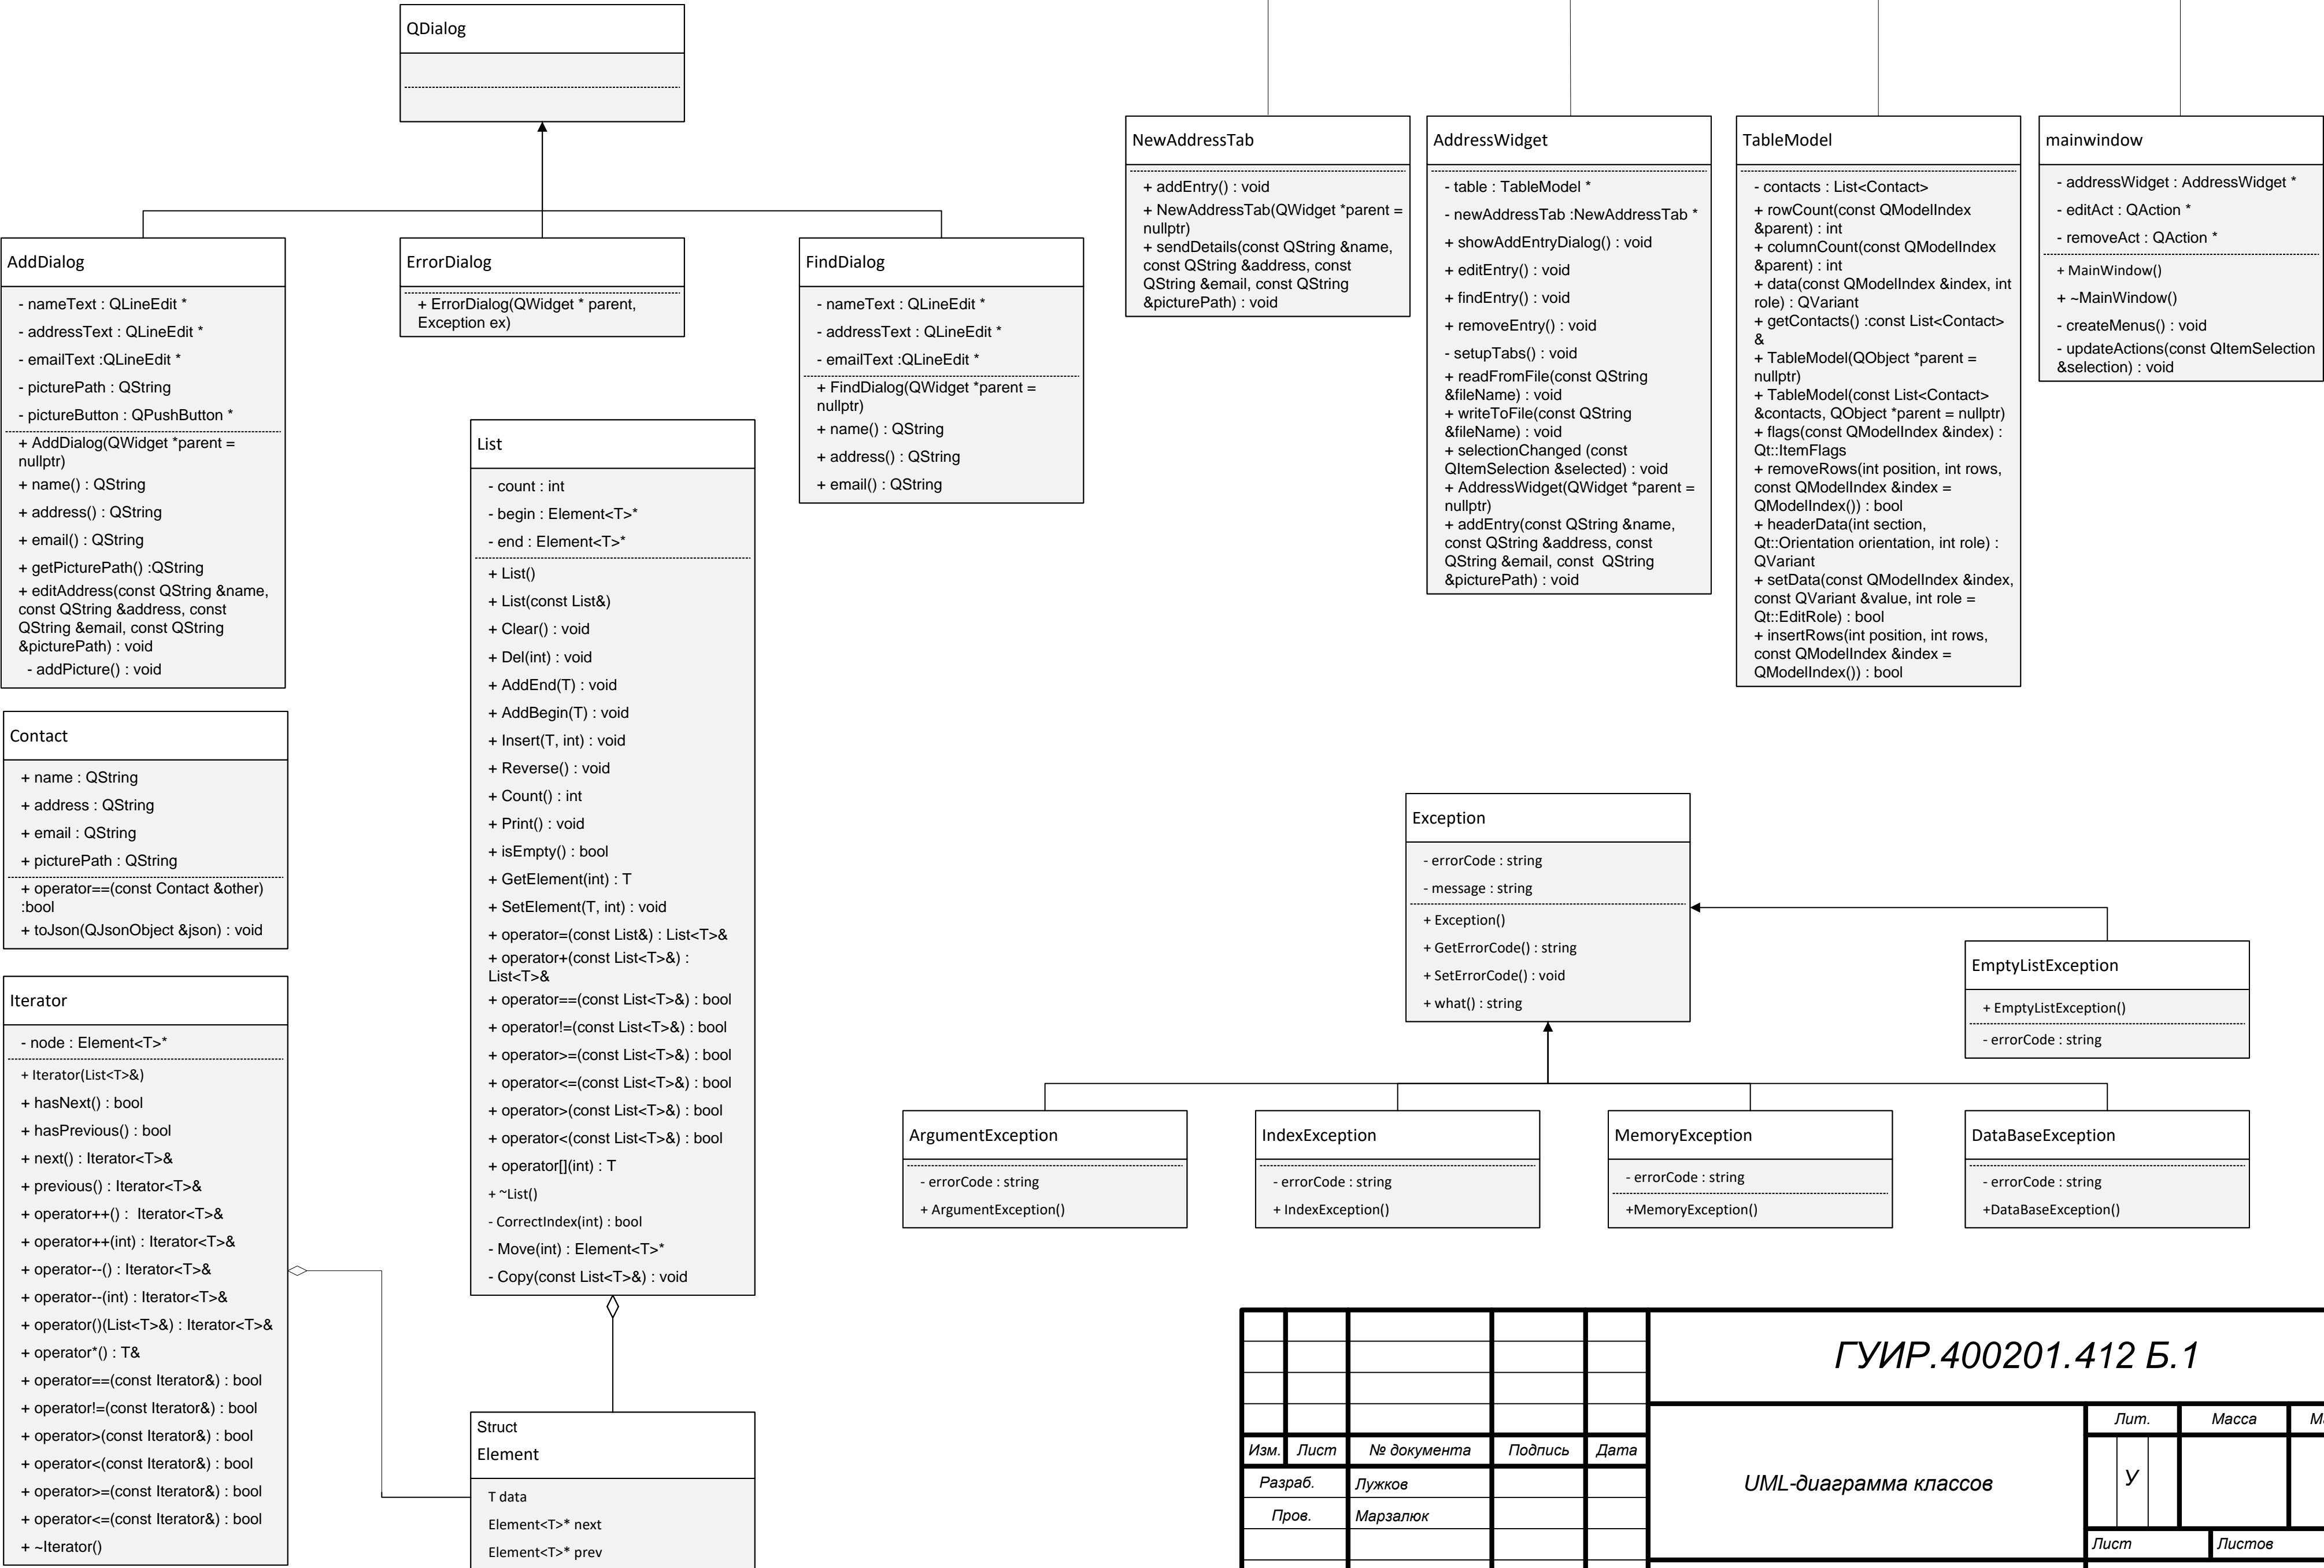 QDialog
AddDialog
- nameText : QLineEdit *
- addressText : QLineEdit *
- emailText :QLineEdit *
- picturePath : QString
- pictureButton : QPushButton *
+ AddDialog(QWidget *parent =
nullptr)
+ name() : QString
+ address() : QString
+ email() : QString
+ getPicturePath() :QString
+ editAddress(const QString &name,
const QString &address, const
QString &email, const QString
&picturePath) : void
- addPicture() : void
ErrorDialog
+ ErrorDialog(QWidget * parent,
Exception ex)
FindDialog
- nameText : QLineEdit *
- addressText : QLineEdit *
- emailText :QLineEdit *
+ FindDialog(QWidget *parent =
nullptr)
+ name() : QString
+ address() : QString
+ email() : QString
NewAddressTab
+ addEntry() : void
+ NewAddressTab(QWidget *parent =
nullptr)
+ sendDetails(const QString &name,
const QString &address, const
QString &email, const QString
&picturePath) : void
AddressWidget
- table : TableModel *
- newAddressTab :NewAddressTab *
+ showAddEntryDialog() : void
+ editEntry() : void
+ findEntry() : void
+ removeEntry() : void
- setupTabs() : void
+ readFromFile(const QString
&fileName) : void
+ writeToFile(const QString
&fileName) : void
+ selectionChanged (const
QItemSelection &selected) : void
+ AddressWidget(QWidget *parent =
nullptr)
+ addEntry(const QString &name,
const QString &address, const
QString &email, const  QString
&picturePath) : void
TableModel
- contacts : List<Contact>
+ rowCount(const QModelIndex
&parent) : int
+ columnCount(const QModelIndex
&parent) : int
+ data(const QModelIndex &index, int
role) : QVariant
+ getContacts() :const List<Contact>
&
+ TableModel(QObject *parent =
nullptr)
+ TableModel(const List<Contact>
&contacts, QObject *parent = nullptr)
+ flags(const QModelIndex &index) :
Qt::ItemFlags
+ removeRows(int position, int rows,
const QModelIndex &index =
QModelIndex()) : bool
+ headerData(int section,
Qt::Orientation orientation, int role) :
QVariant
+ setData(const QModelIndex &index,
const QVariant &value, int role =
Qt::EditRole) : bool
+ insertRows(int position, int rows,
const QModelIndex &index =
QModelIndex()) : bool
mainwindow
- addressWidget : AddressWidget *
- editAct : QAction *
- removeAct : QAction *
+ MainWindow()
+ ~MainWindow()
- createMenus() : void
- updateActions(const QItemSelection
&selection) : void
Contact
+ name : QString
+ address : QString
+ email : QString
+ picturePath : QString
+ operator==(const Contact &other)
:bool
+ toJson(QJsonObject &json) : void
Iterator
- node : Element<T>*
+ Iterator(List<T>&)
+ hasNext() : bool
+ hasPrevious() : bool
+ next() : Iterator<T>&
+ previous() : Iterator<T>&
+ operator++() :  Iterator<T>&
+ operator++(int) : Iterator<T>&
+ operator--() : Iterator<T>&
+ operator--(int) : Iterator<T>&
+ operator()(List<T>&) : Iterator<T>&
+ operator*() : T&
+ operator==(const Iterator&) : bool
+ operator!=(const Iterator&) : bool
+ operator>(const Iterator&) : bool
+ operator<(const Iterator&) : bool
+ operator>=(const Iterator&) : bool
+ operator<=(const Iterator&) : bool
+ ~Iterator()
List
- count : int
- begin : Element<T>*
- end : Element<T>*
+ List()
+ List(const List&)
+ Clear() : void
+ Del(int) : void
+ AddEnd(T) : void
+ AddBegin(T) : void
+ Insert(T, int) : void
+ Reverse() : void
+ Count() : int
+ Print() : void
+ isEmpty() : bool
+ GetElement(int) : T
+ SetElement(T, int) : void
+ operator=(const List&) : List<T>&
+ operator+(const List<T>&) :
List<T>&
+ operator==(const List<T>&) : bool
+ operator!=(const List<T>&) : bool
+ operator>=(const List<T>&) : bool
+ operator<=(const List<T>&) : bool
+ operator>(const List<T>&) : bool
+ operator<(const List<T>&) : bool
+ operator[](int) : T
+ ~List()
- CorrectIndex(int) : bool
- Move(int) : Element<T>*
- Copy(const List<T>&) : void
Struct
Element
T data
Element<T>* next
Element<T>* prev
Exception
- errorCode : string
- message : string
+ Exception()
+ GetErrorCode() : string
+ SetErrorCode() : void
+ what() : string
EmptyListException
+ EmptyListException()
- errorCode : string
ArgumentException
- errorCode : string
+ ArgumentException()
IndexException
- errorCode : string
+ IndexException()
MemoryException
- errorCode : string
+MemoryException()
DataBaseException
- errorCode : string
+DataBaseException()
ГУИР.400201.412 Б.1
Изм. Лист № документа Подпись Дата
Разраб. Лужков
Пров. Марзалюк
UML-диаграмма классов
Лит. Масса
У
Лист Листов